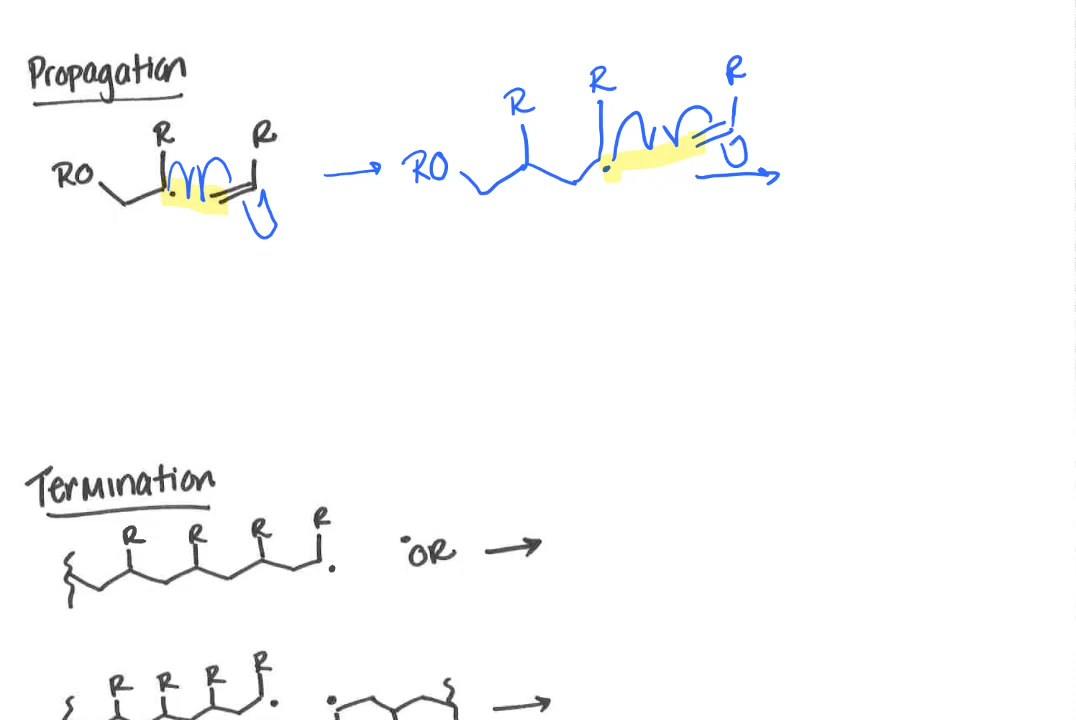 Propagation
R R R R R
RO RO
Termination
R R R R
•OR
R R R R